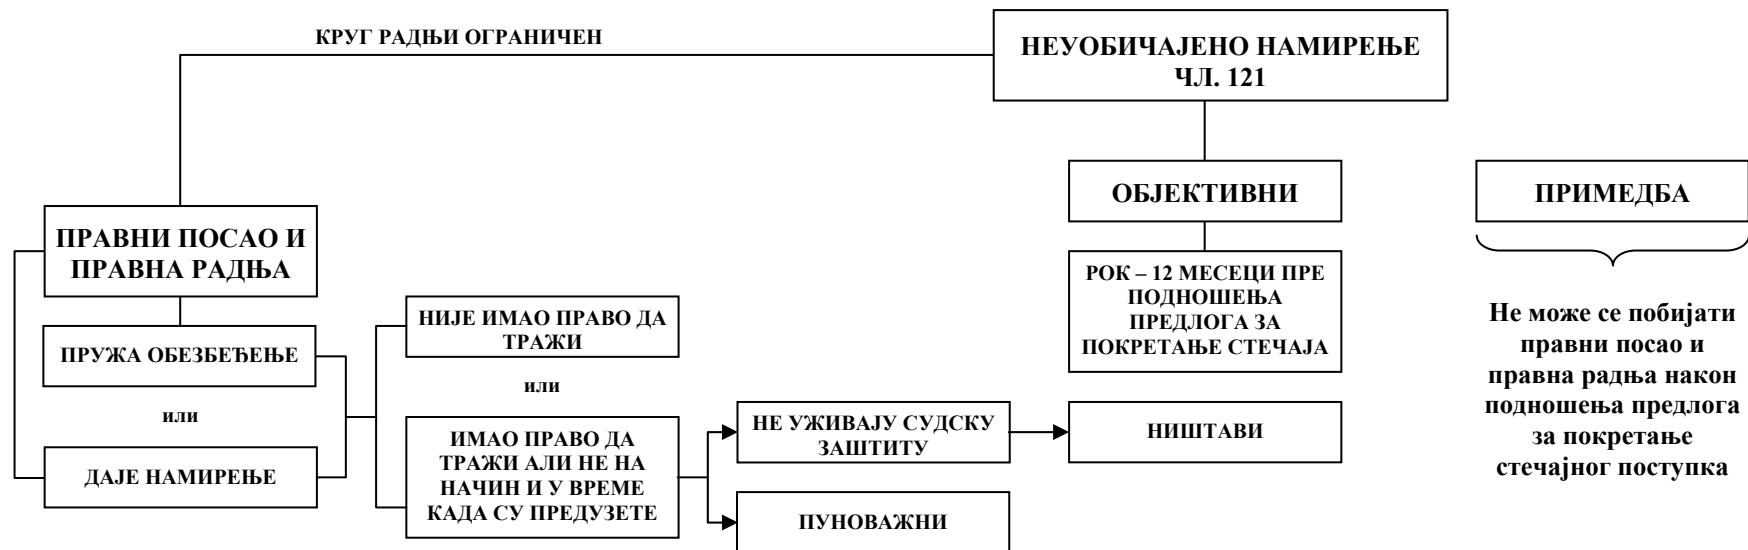 КРУГ РАДЊИ ОГРАНИЧЕН
НЕУОБИЧАЈЕНО НАМИРЕЊЕ
ЧЛ. 121
ПРАВНИ ПОСАО И
ПРАВНА РАДЊА
ПРУЖА ОБЕЗБЕЂЕЊЕ
или
ДАЈЕ НАМИРЕЊЕ
НИЈЕ ИМАО ПРАВО ДА
ТРАЖИ
или
ИМАО ПРАВО ДА
ТРАЖИ АЛИ НЕ НА
НАЧИН И У ВРЕМЕ
КАДА СУ ПРЕДУЗЕТЕ
НЕ УЖИВАЈУ СУДСКУ
ЗАШТИТУ
ПУНОВАЖНИ
ОБЈЕКТИВНИ
РОК – 12 МЕСЕЦИ ПРЕ
ПОДНОШЕЊА
ПРЕДЛОГА ЗА
ПОКРЕТАЊЕ СТЕЧАЈА
НИШТАВИ
ПРИМЕДБА
Не може се побијати
правни посао и
правна радња након
подношења предлога
за покретање
стечајног поступка